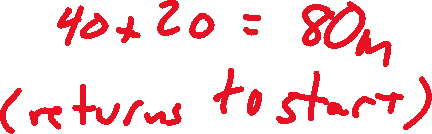 40+20 = 80m
(returns to start)